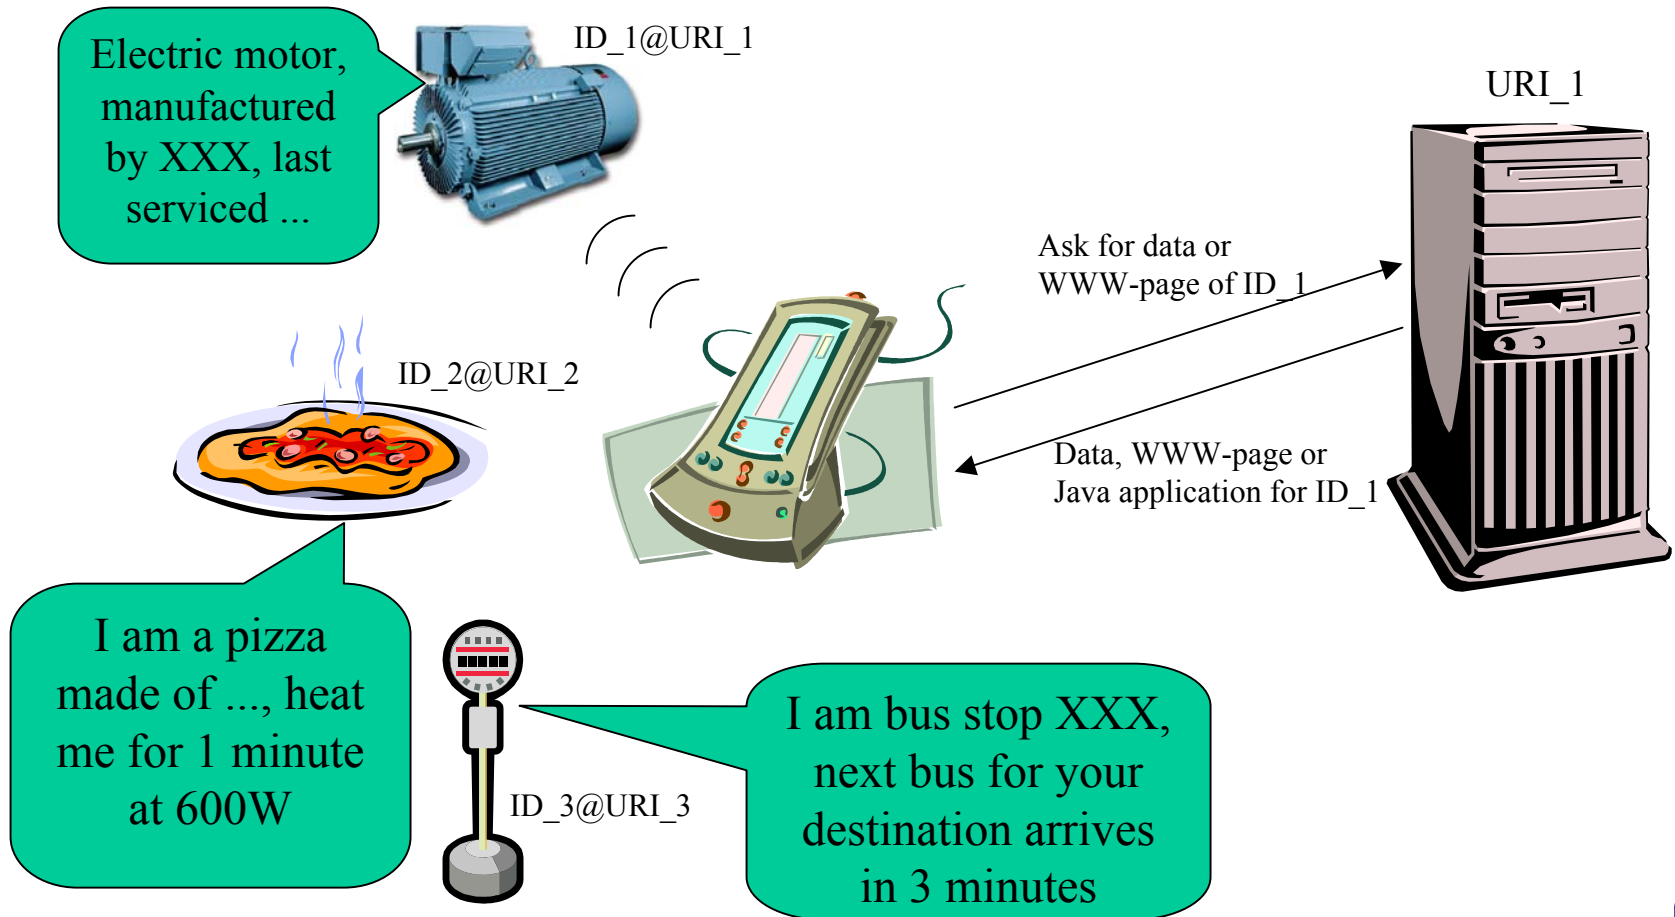 Electric motor,
manufactured
by XXX, last
serviced ...
ID_1@URI_1
URI_1
Ask for data or
WWW-page of ID_1
ID_2@URI_2
Data, WWW-page or
Java application for ID_1
I am a pizza
made of ..., heat
me for 1 minute
at 600W
ID_3@URI_3
I am bus stop XXX,
next bus for your
destination arrives
in 3 minutes